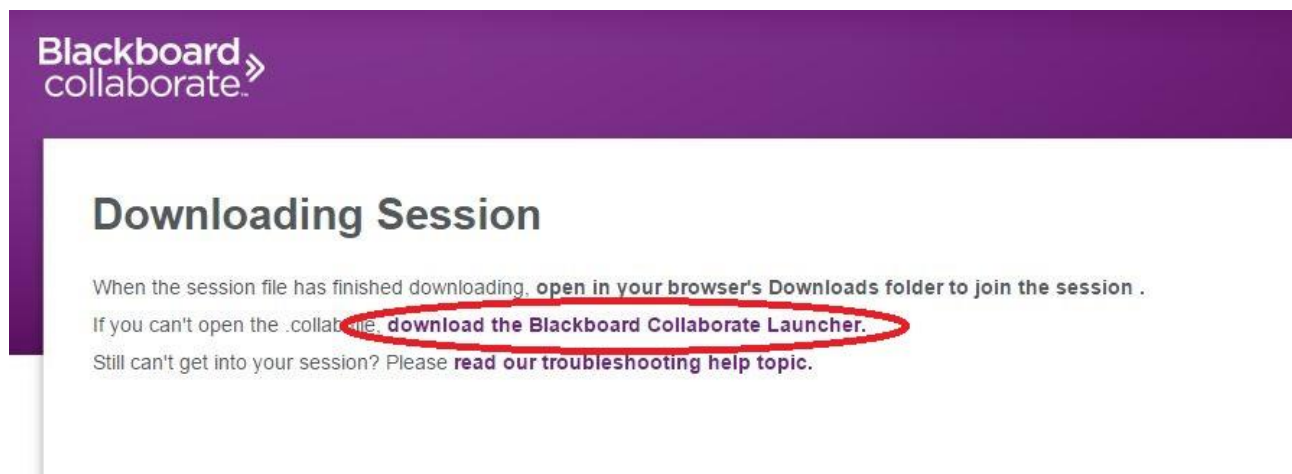 Blackboard
collaborate™
Downloading Session
When the session file has finished downloading, open in your browser's Downloads folder to join the session .
If you can't open the .collab file, download the Blackboard Collaborate Launcher.
Still can't get into your session? Please read our troubleshooting help topic.